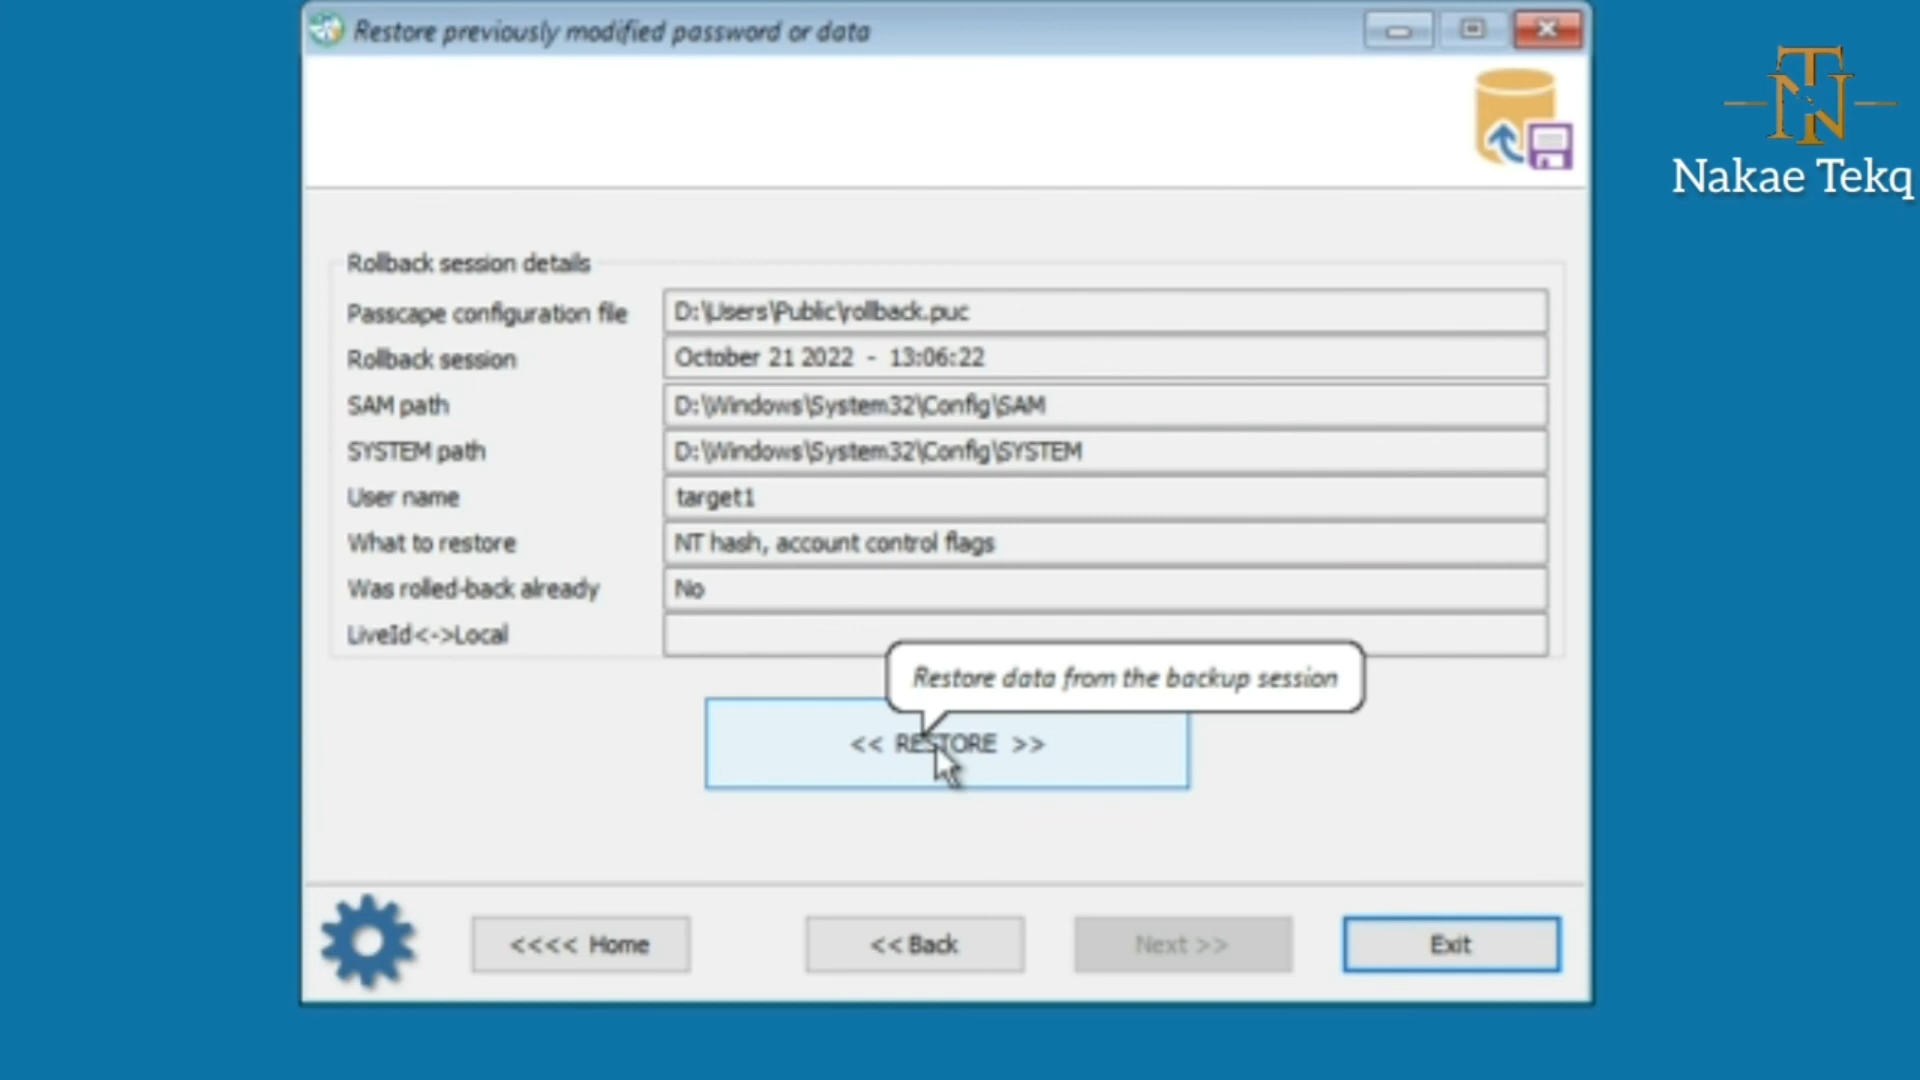 Restore previously modified password or data
TN
Nakae Tekq
Rollback session details
Passcape configuration file D:\Users\Public\rollback.puc
Rollback session October 21 2022 - 13:06:22
SAM path D:\Windows\System32\Config\SAM
SYSTEM path D:\Windows\System32\Config\SYSTEM
User name target1
What to restore NT hash, account control flags
Was rolled-back already No
LiveId<->Local
Restore data from the backup session
<< RESTORE >>
<<<< Home
<< Back
Next >>
Exit